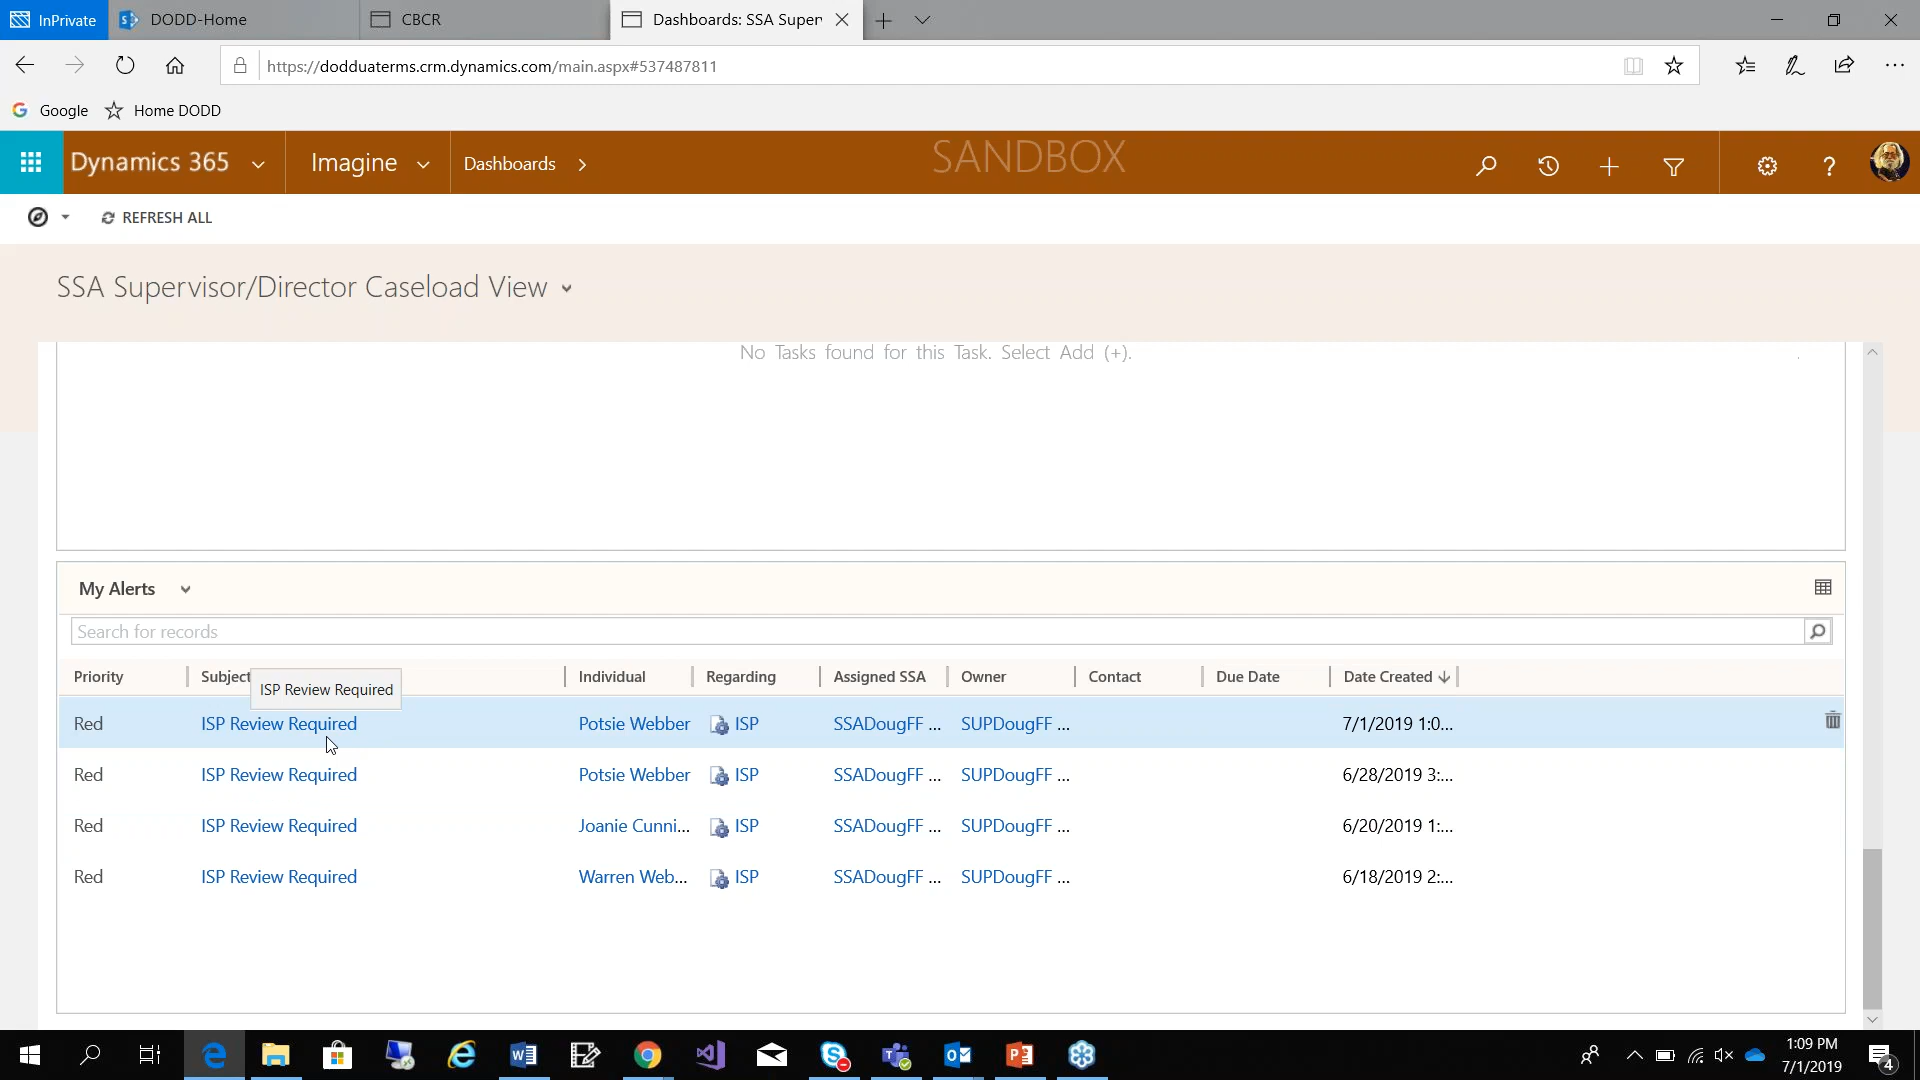 InPrivate
DODD-Home
CBCR
Dashboards: SSA Super
https://dodduaterms.crm.dynamics.com/main.aspx#537487811
Google
Home DODD
Dynamics 365
Imagine
Dashboards
SANDBOX
REFRESH ALL
SSA Supervisor/Director Caseload View
No Tasks found for this Task. Select Add (+).
My Alerts
Search for records
Priority Subject Individual Regarding Assigned SSA Owner Contact Due Date Date Created
ISP Review Required
Red ISP Review Required Potsie Webber ISP SSADougFF ... SUPDougFF ... 7/1/2019 1:0...
Red ISP Review Required Potsie Webber ISP SSADougFF ... SUPDougFF ... 6/28/2019 3:...
Red ISP Review Required Joanie Cunni... ISP SSADougFF ... SUPDougFF ... 6/20/2019 1:...
Red ISP Review Required Warren Web... ISP SSADougFF ... SUPDougFF ... 6/18/2019 2:...
1:09 PM
7/1/2019
4